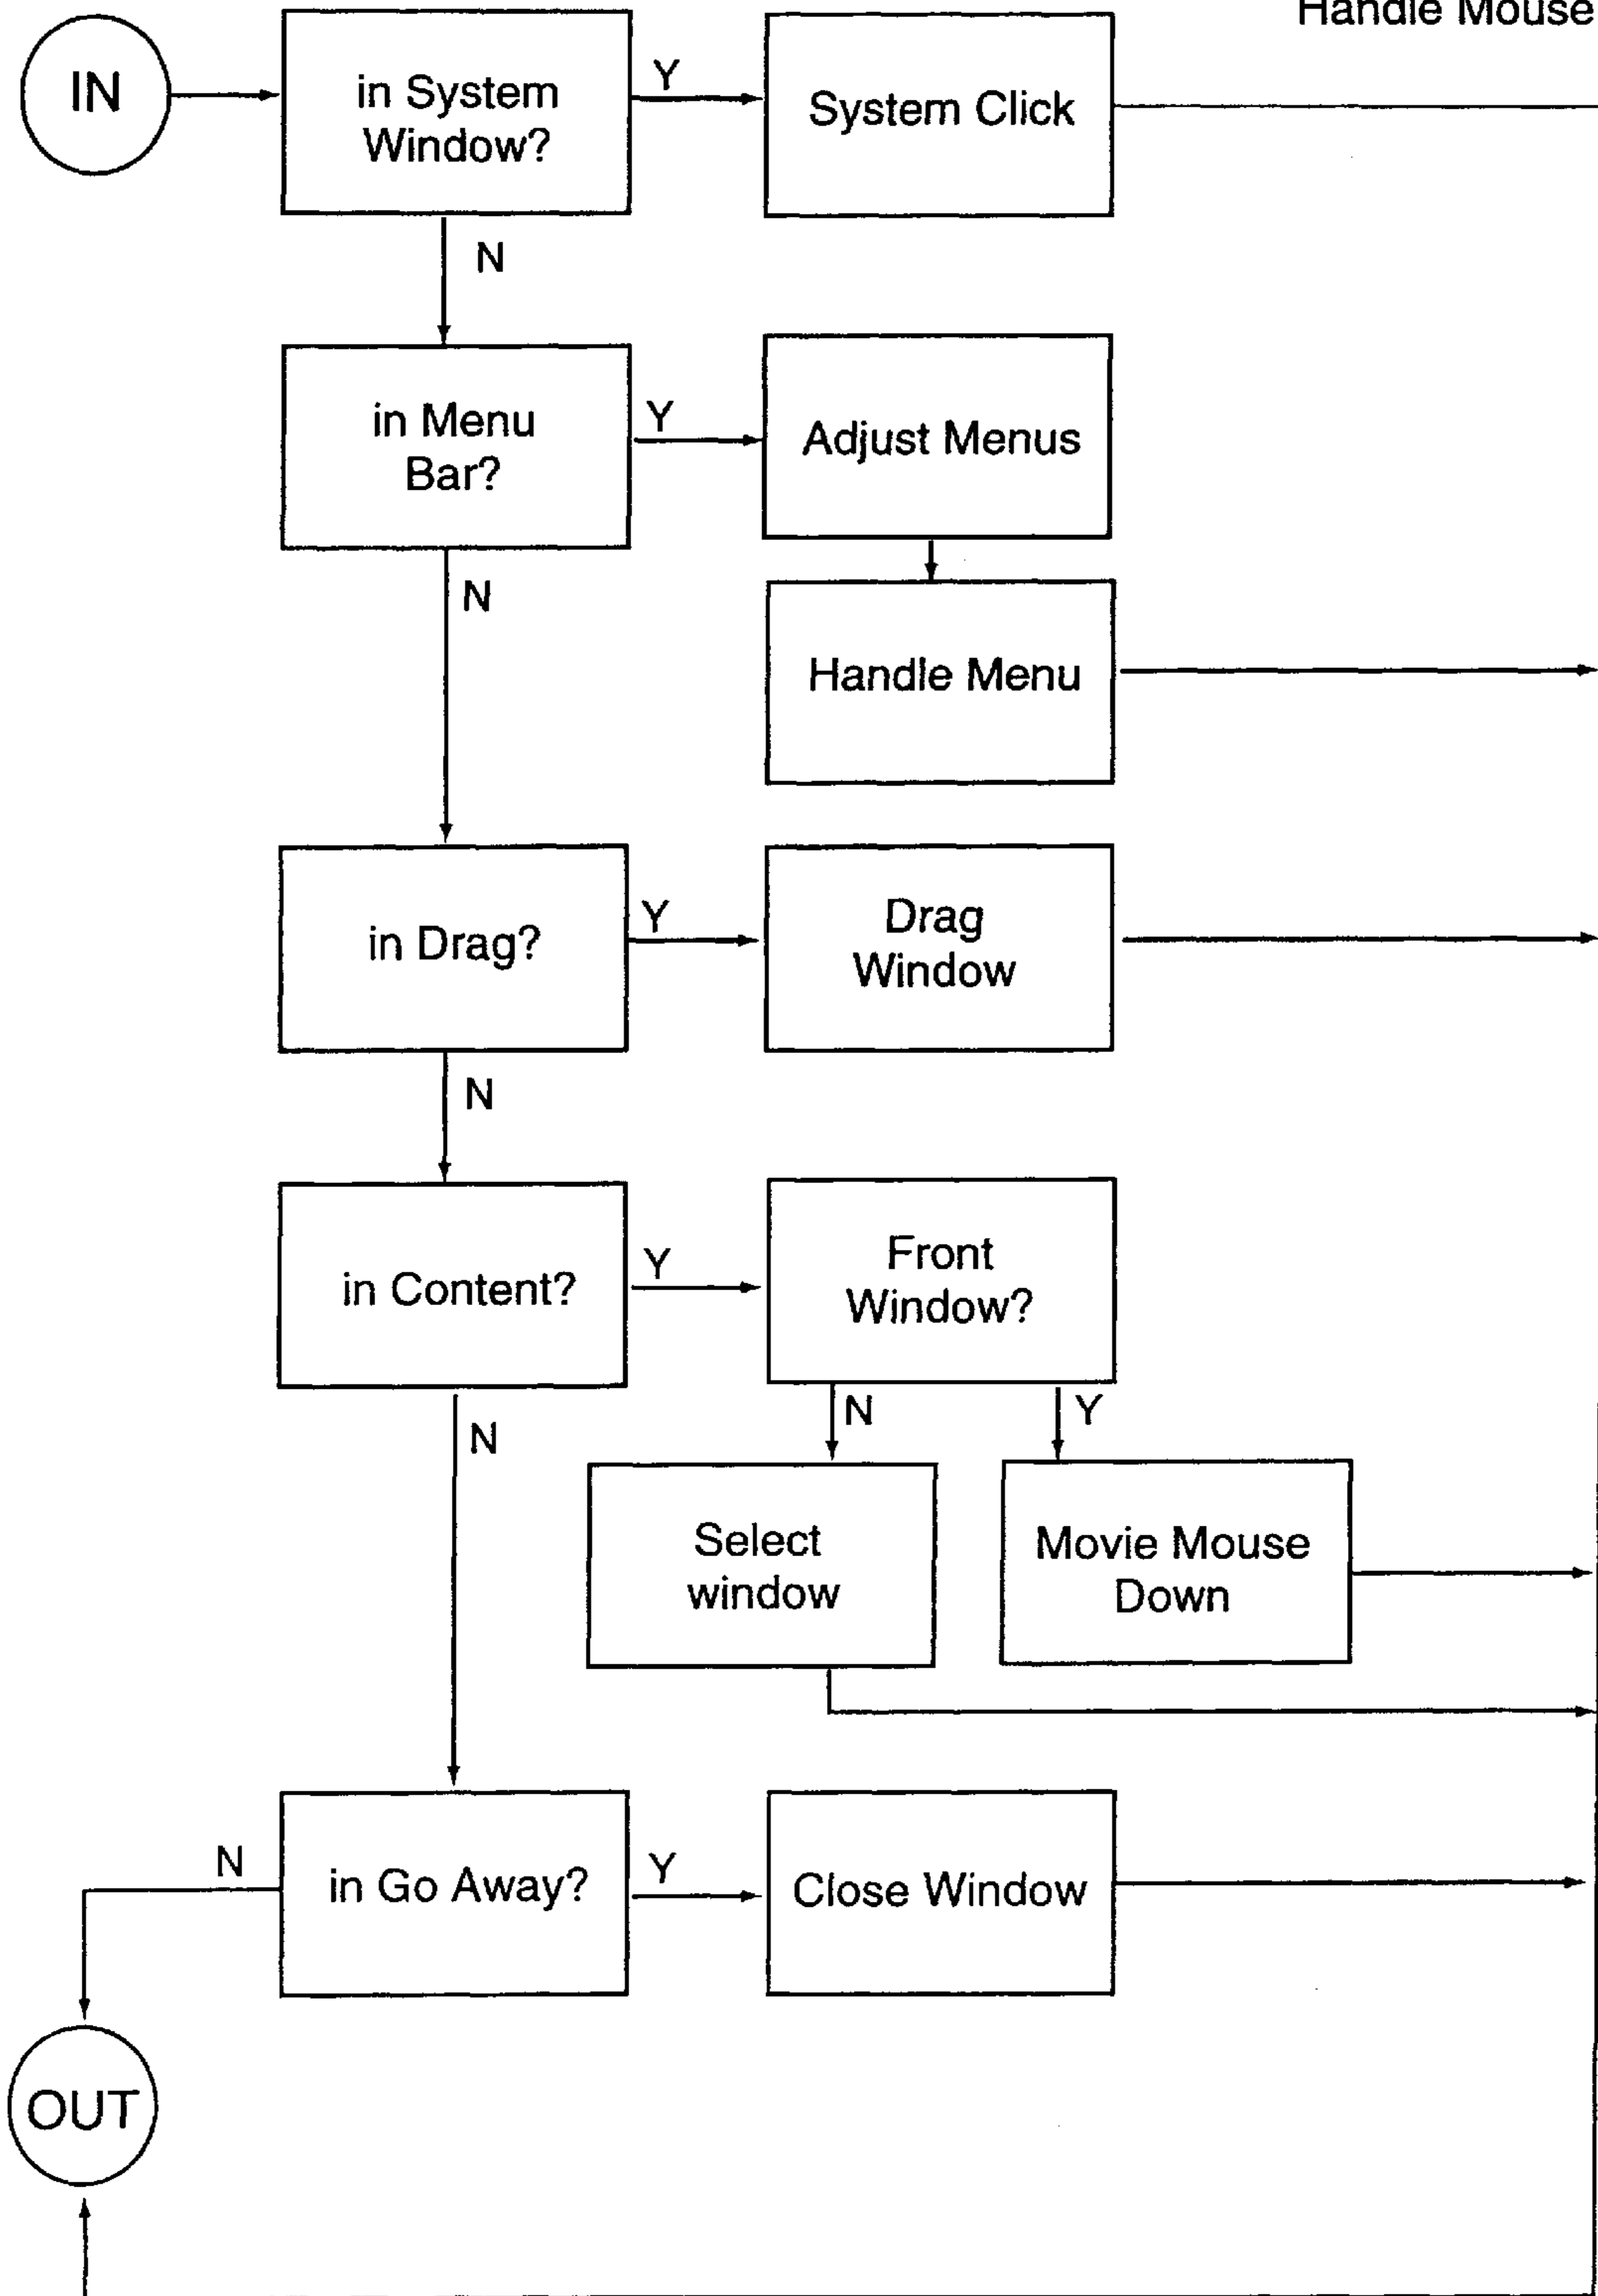 Handle Mouse
IN
in System
Window?
Y
System Click
N
in Menu
Bar?
Y
Adjust Menus
N
Handle Menu
in Drag?
Y
Drag
Window
N
in Content?
Y
Front
Window?
N
Y
N
Select
window
Movie Mouse
Down
N
in Go Away?
Y
Close Window
OUT